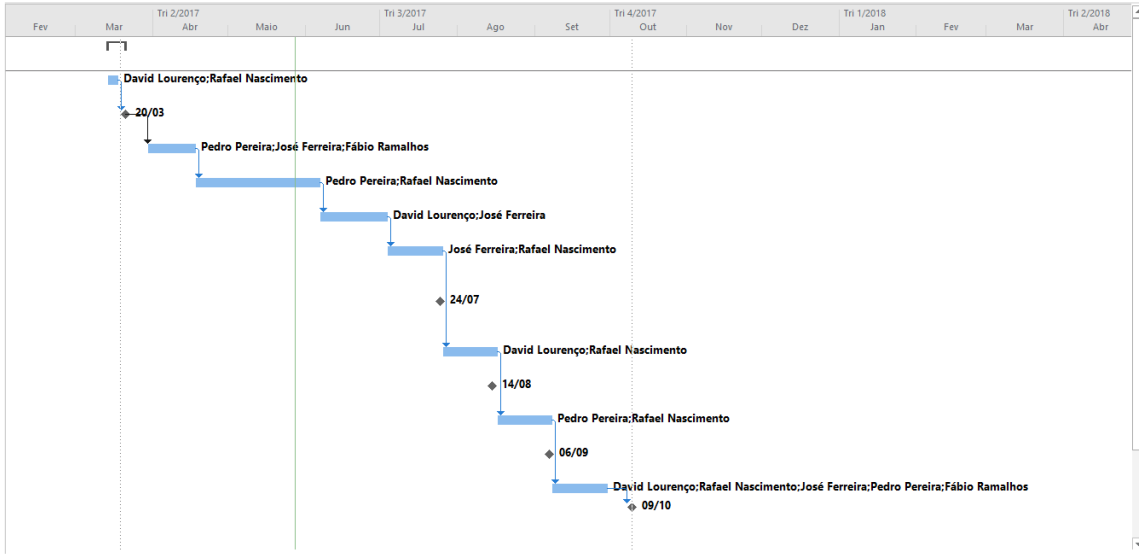 Tri 2/2017 Tri 3/2017 Tri 4/2017 Tri 1/2018 Tri 2/2018
Fev Mar Abr Maio Jun Jul Ago Set Out Nov Dez Jan Fev Mar Abr
David Lourenço;Rafael Nascimento
20/03
Pedro Pereira;José Ferreira;Fábio Ramalhos
Pedro Pereira;Rafael Nascimento
David Lourenço;José Ferreira
José Ferreira;Rafael Nascimento
24/07
David Lourenço;Rafael Nascimento
14/08
Pedro Pereira;Rafael Nascimento
06/09
David Lourenço;Rafael Nascimento;José Ferreira;Pedro Pereira;Fábio Ramalhos
09/10